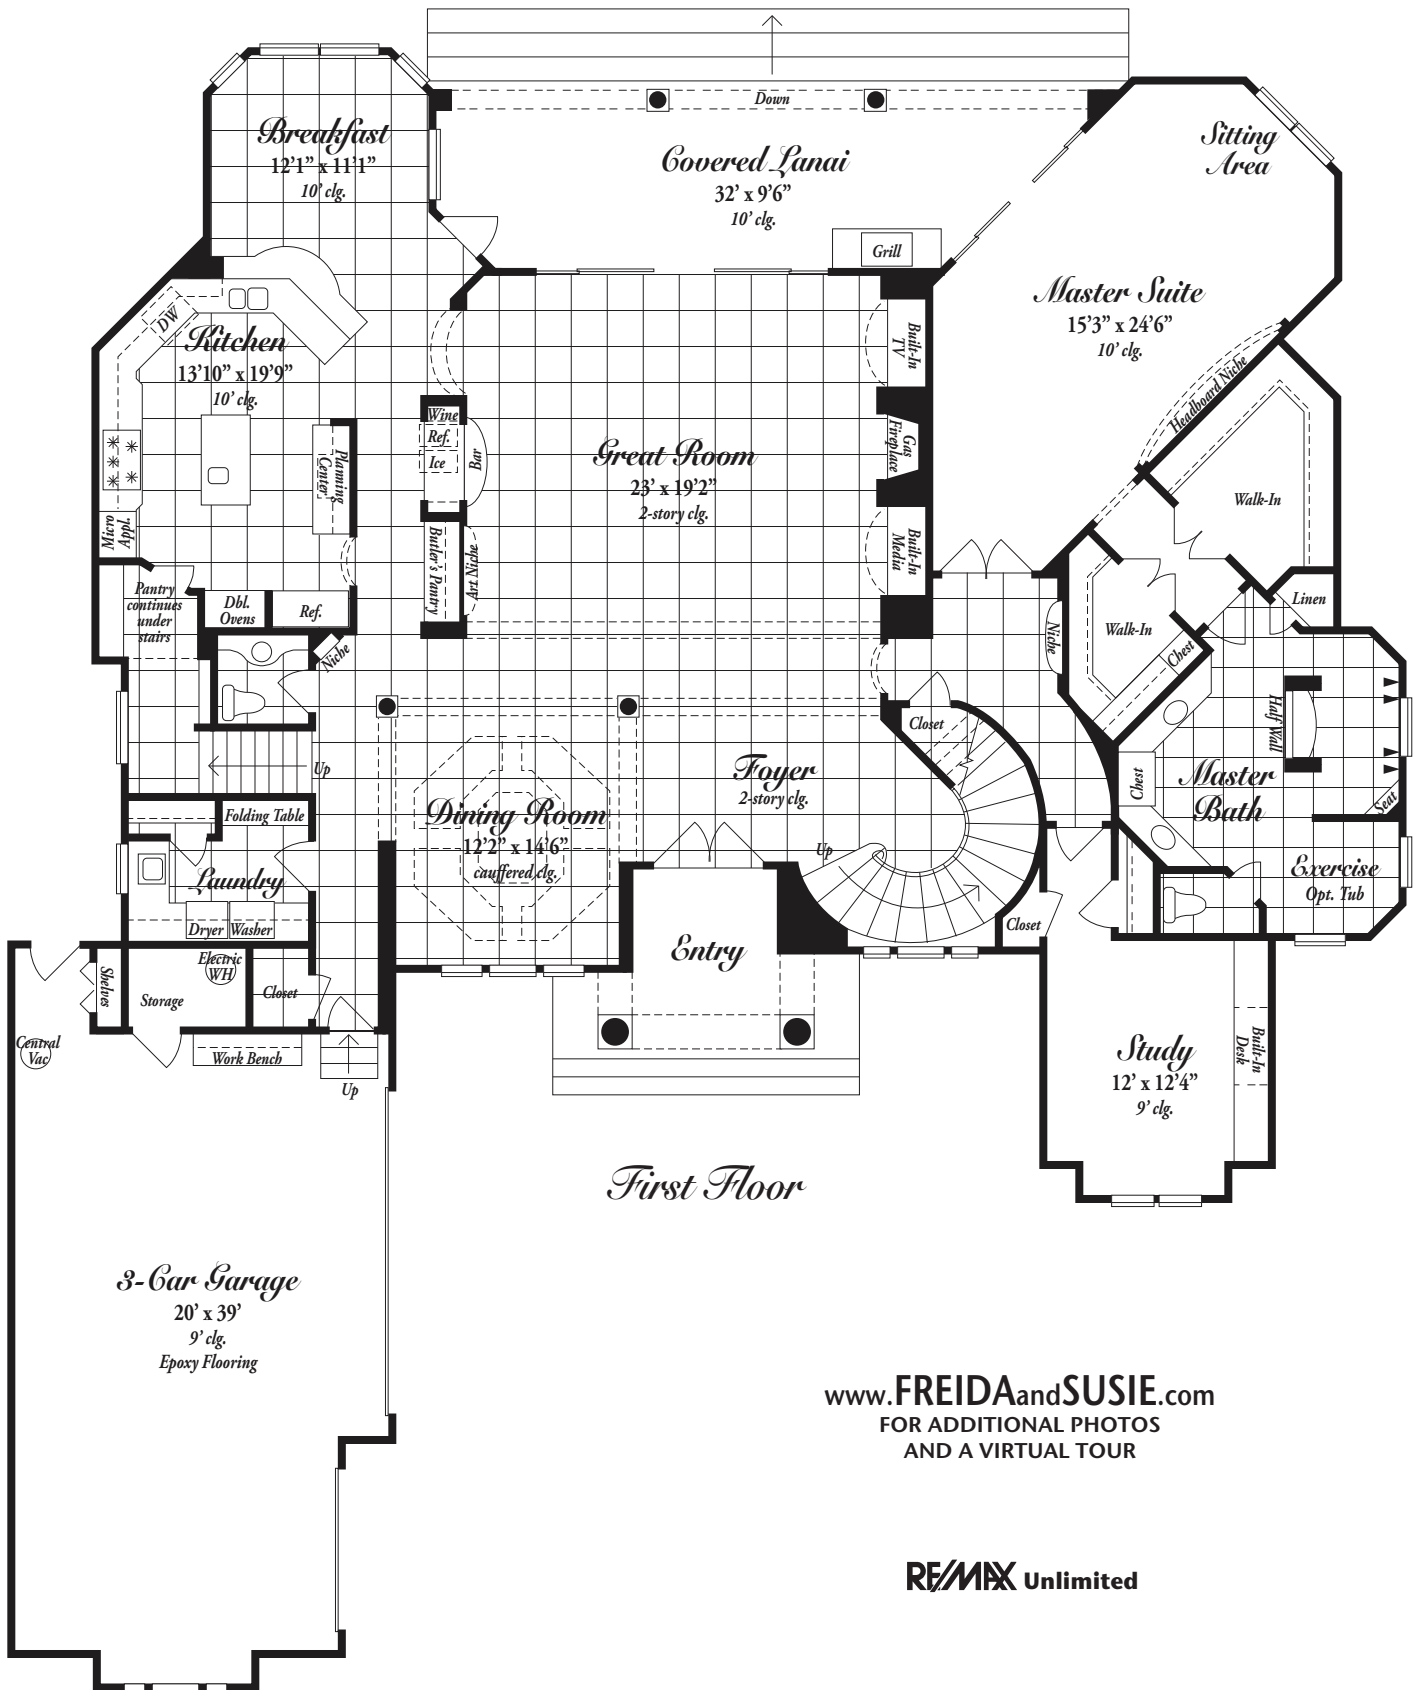 Down
Breakfast
12'1" x 11'1"
10' clg.
Covered Lanai
32' x 9'6"
10' clg.
Grill
Sitting
Area
Master Suite
15'3" x 24'6"
10' clg.
Headboard Niche
DW
Kitchen
13'10" x 19'9"
10' clg.
Planning
Center
Micro
Appl.
Wine
Ref.
Ice
Bar
Butler's Pantry
Art Niche
Great Room
23' x 19'2"
2-story clg.
Built-In
TV
Gas
Fireplace
Built-In
Media
Walk-In
Walk-In
Linen
Chest
Niche
Pantry
continues
under
stairs
Dbl.
Ovens
Ref.
Niche
Up
Closet
Half Wall
Chest
Master
Bath
Seat
Exercise
Opt. Tub
Foyer
2-story clg.
Dining Room
12'2" x 14'6"
cauffered clg.
Up
Folding Table
Laundry
Dryer
Washer
Entry
Closet
Electric
WH
Shelves
Storage
Closet
Central
Vac
Work Bench
Up
Study
12' x 12'4"
9' clg.
Built-In
Desk
First Floor
3-Car Garage
20' x 39'
9' clg.
Epoxy Flooring
www.FREIDAandSUSIE.com
FOR ADDITIONAL PHOTOS
AND A VIRTUAL TOUR
RE/MAX Unlimited